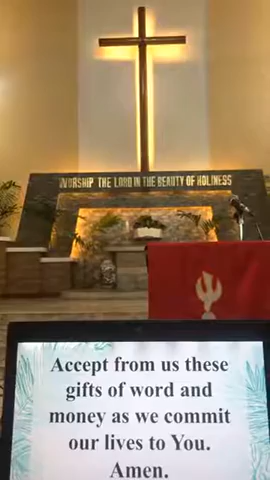 WORSHIP THE LORD IN THE BEAUTY OF HOLINESS
Accept from us these
gifts of word and
money as we commit
our lives to You.
Amen.